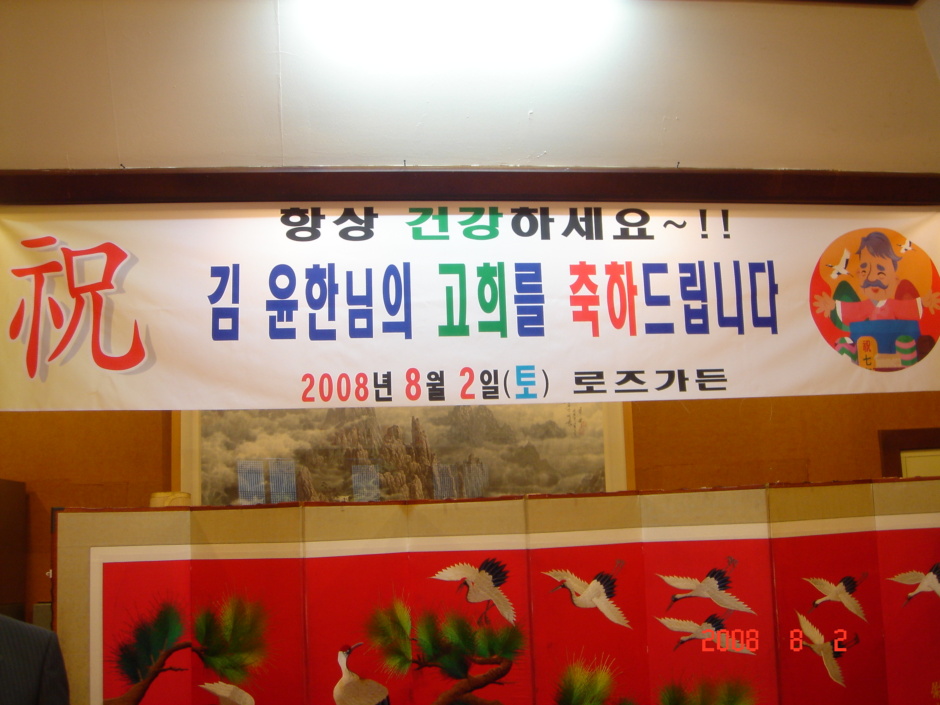 祝
항상 건강하세요~!!
김 윤한님의 고희를 축하드립니다
2008년 8월 2일(토) 로즈가든
2008 8 2